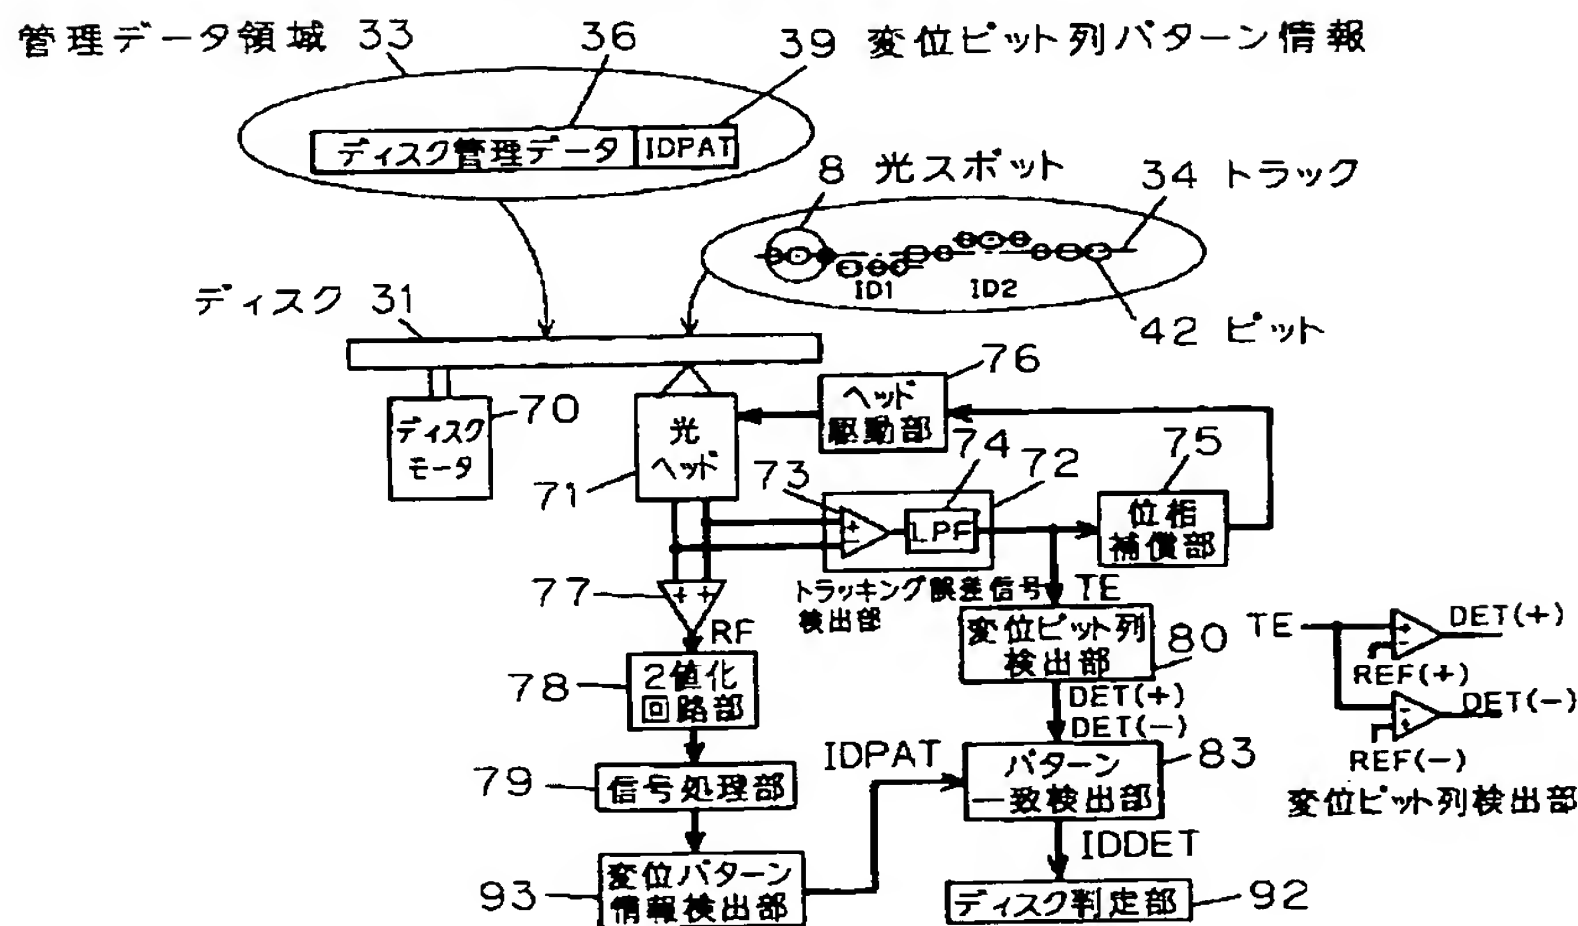 管理データ領域 33
36
39 変位ピット列パターン情報
ディスク管理データ
IDPAT
8 光スポット
34 トラック
ID1
ID2
42 ピット
ディスク 31
76
ヘッド
駆動部
70
ディスク
モータ
光
ヘッド
71
73
74
72
75
+
−
LPF
位相
補償部
77
+ +
トラッキング誤差信号
検出部
TE
RF
変位ピット列
検出部
80
TE
+
−
DET(+)
REF(+)
−
+
DET(−)
REF(−)
変位ピット列検出部
78
2値化
回路部
DET(+)
DET(−)
IDPAT
パターン
一致検出部
83
79
信号処理部
IDDET
93
変位パターン
情報検出部
ディスク判定部
92